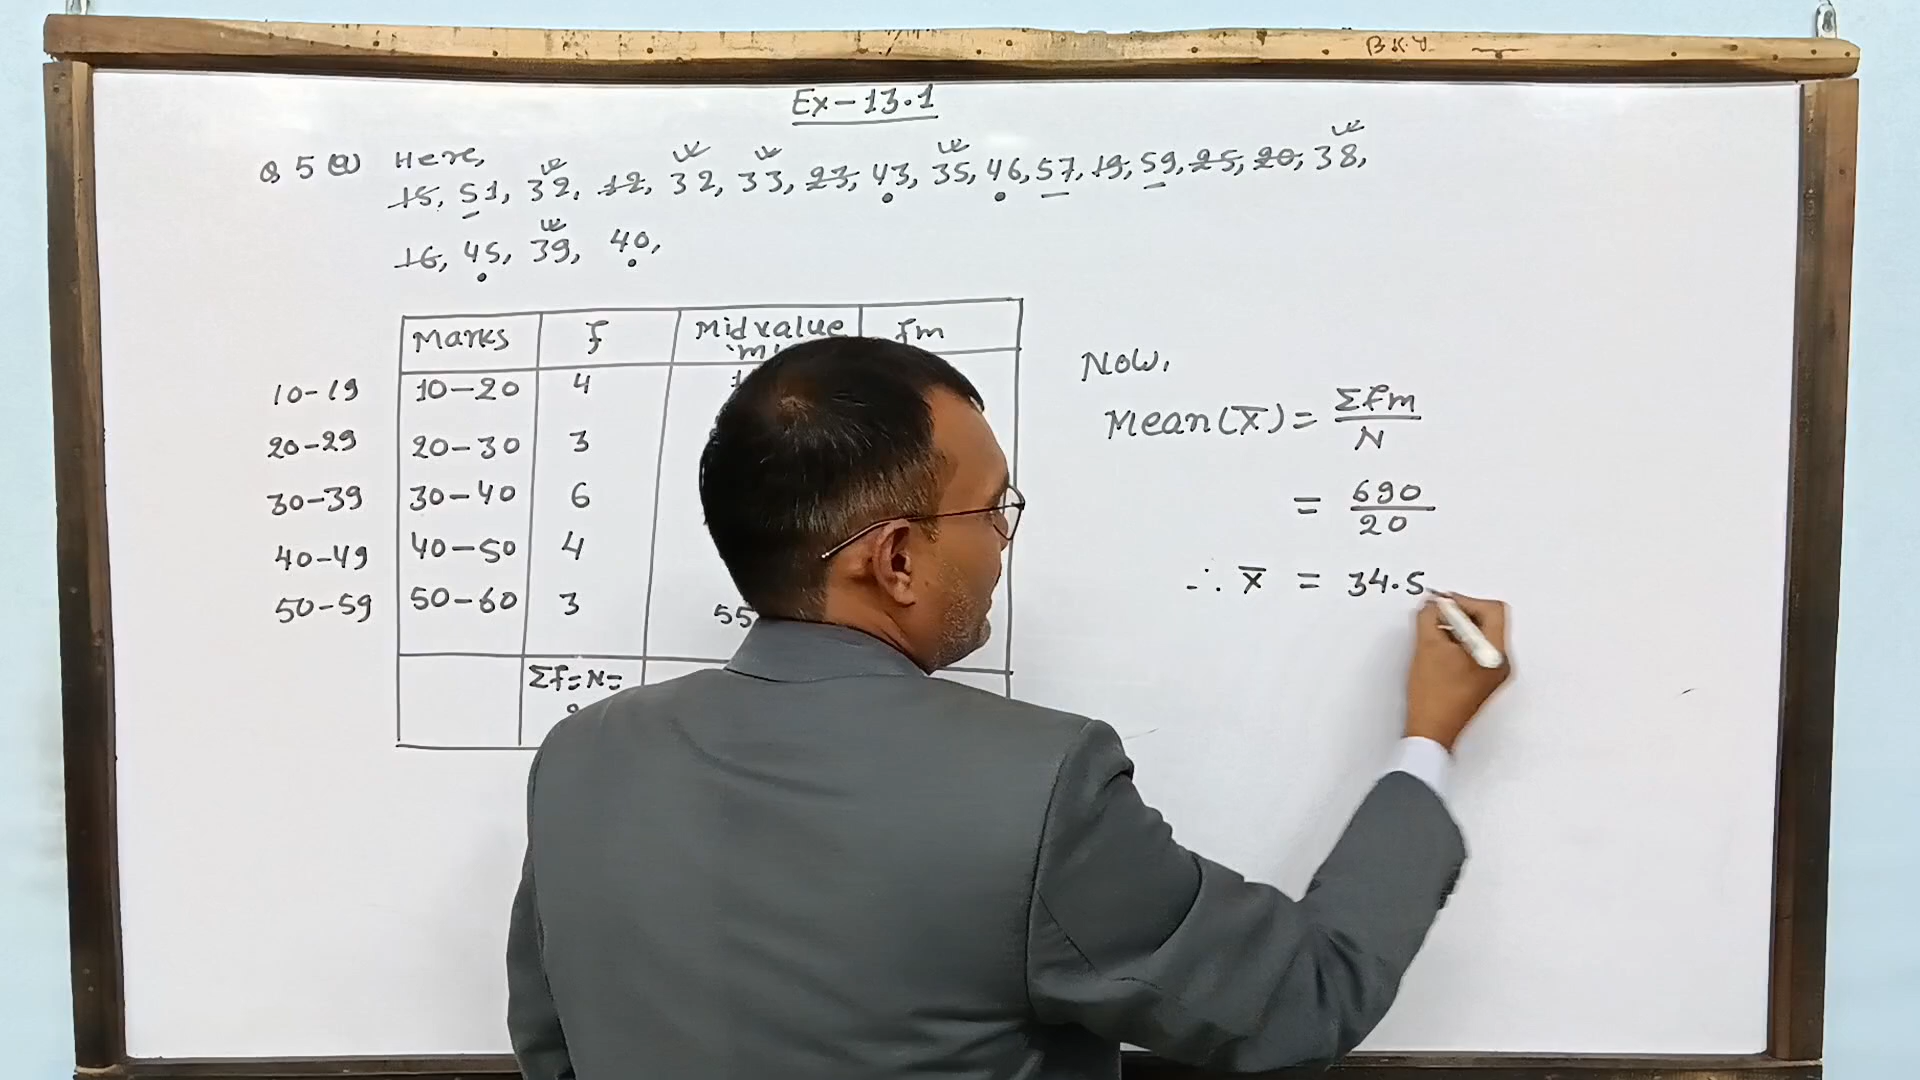 B.K.Y.
Ex-13.1
Q 5 Here,
15, 51, 32, 12, 32, 33, 23, 43, 35, 46, 57, 19, 59, 25, 20, 38,
16, 45, 39, 40,
Marks f Mid value 'm' fm
10-19 10-20 4
20-29 20-30 3
30-39 30-40 6
40-49 40-50 4
50-59 50-60 3 55
Σf=N=
Now,
Mean(x̄) = Σfm/N
= 690/20
∴ x̄ = 34.5